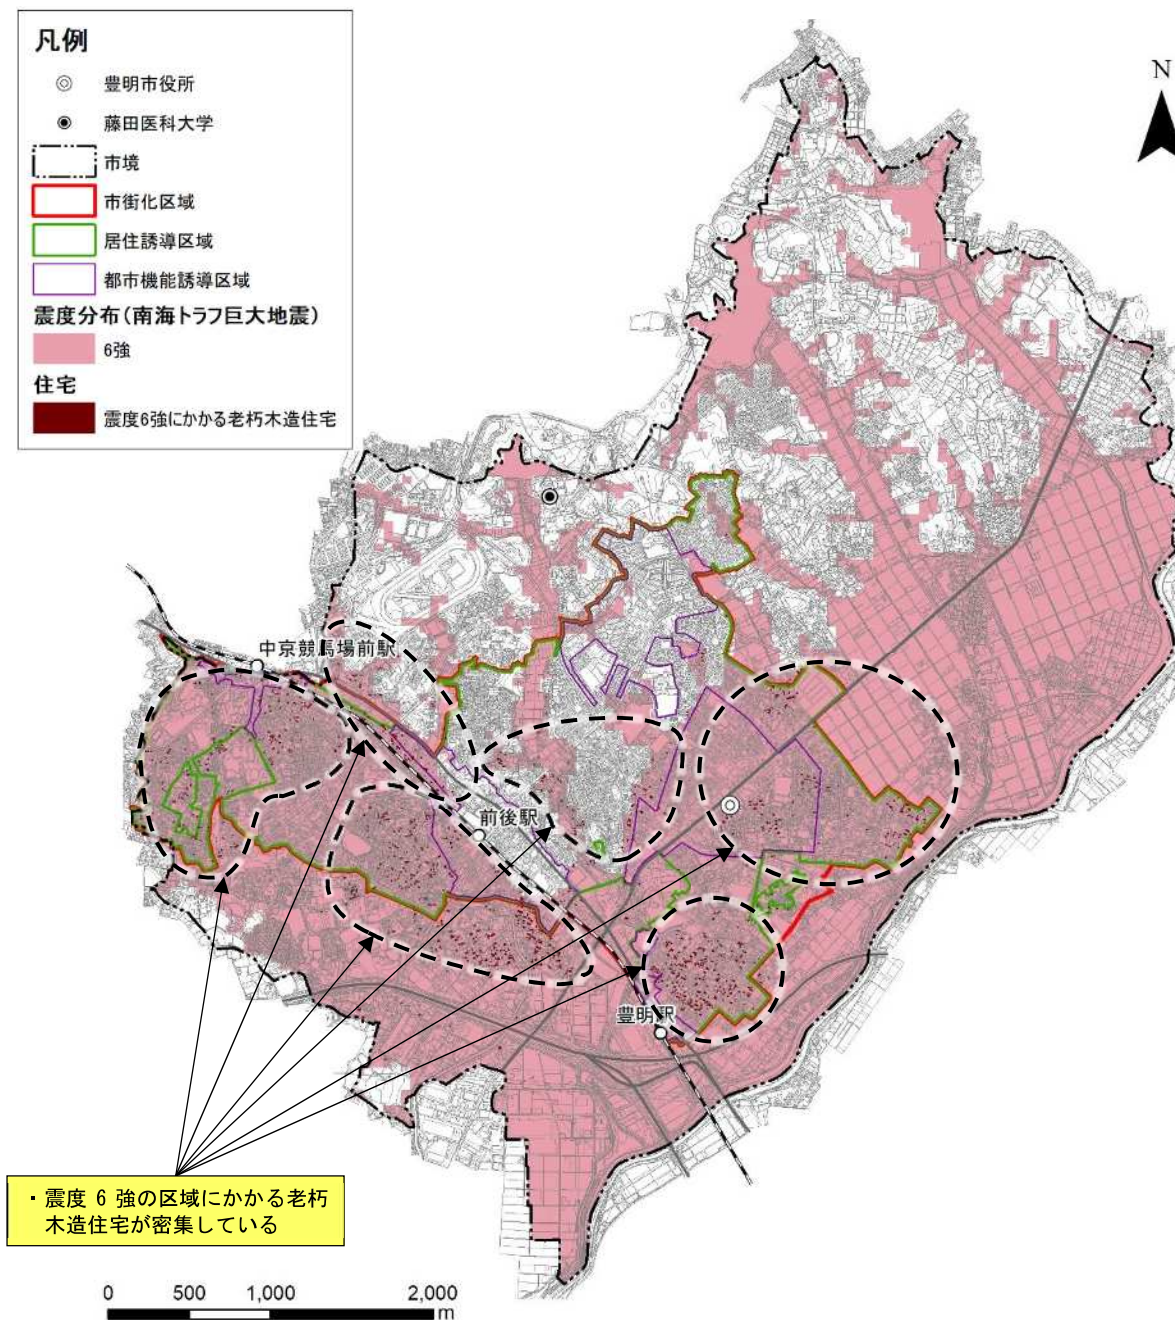 凡例
豊明市役所
藤田医科大学
市境
市街化区域
居住誘導区域
都市機能誘導区域
震度分布(南海トラフ巨大地震)
6強
住宅
震度6強にかかる老朽木造住宅
N
中京競馬場前駅
前後駅
豊明駅
・震度 6 強の区域にかかる老朽
木造住宅が密集している
0 500 1,000 2,000
m